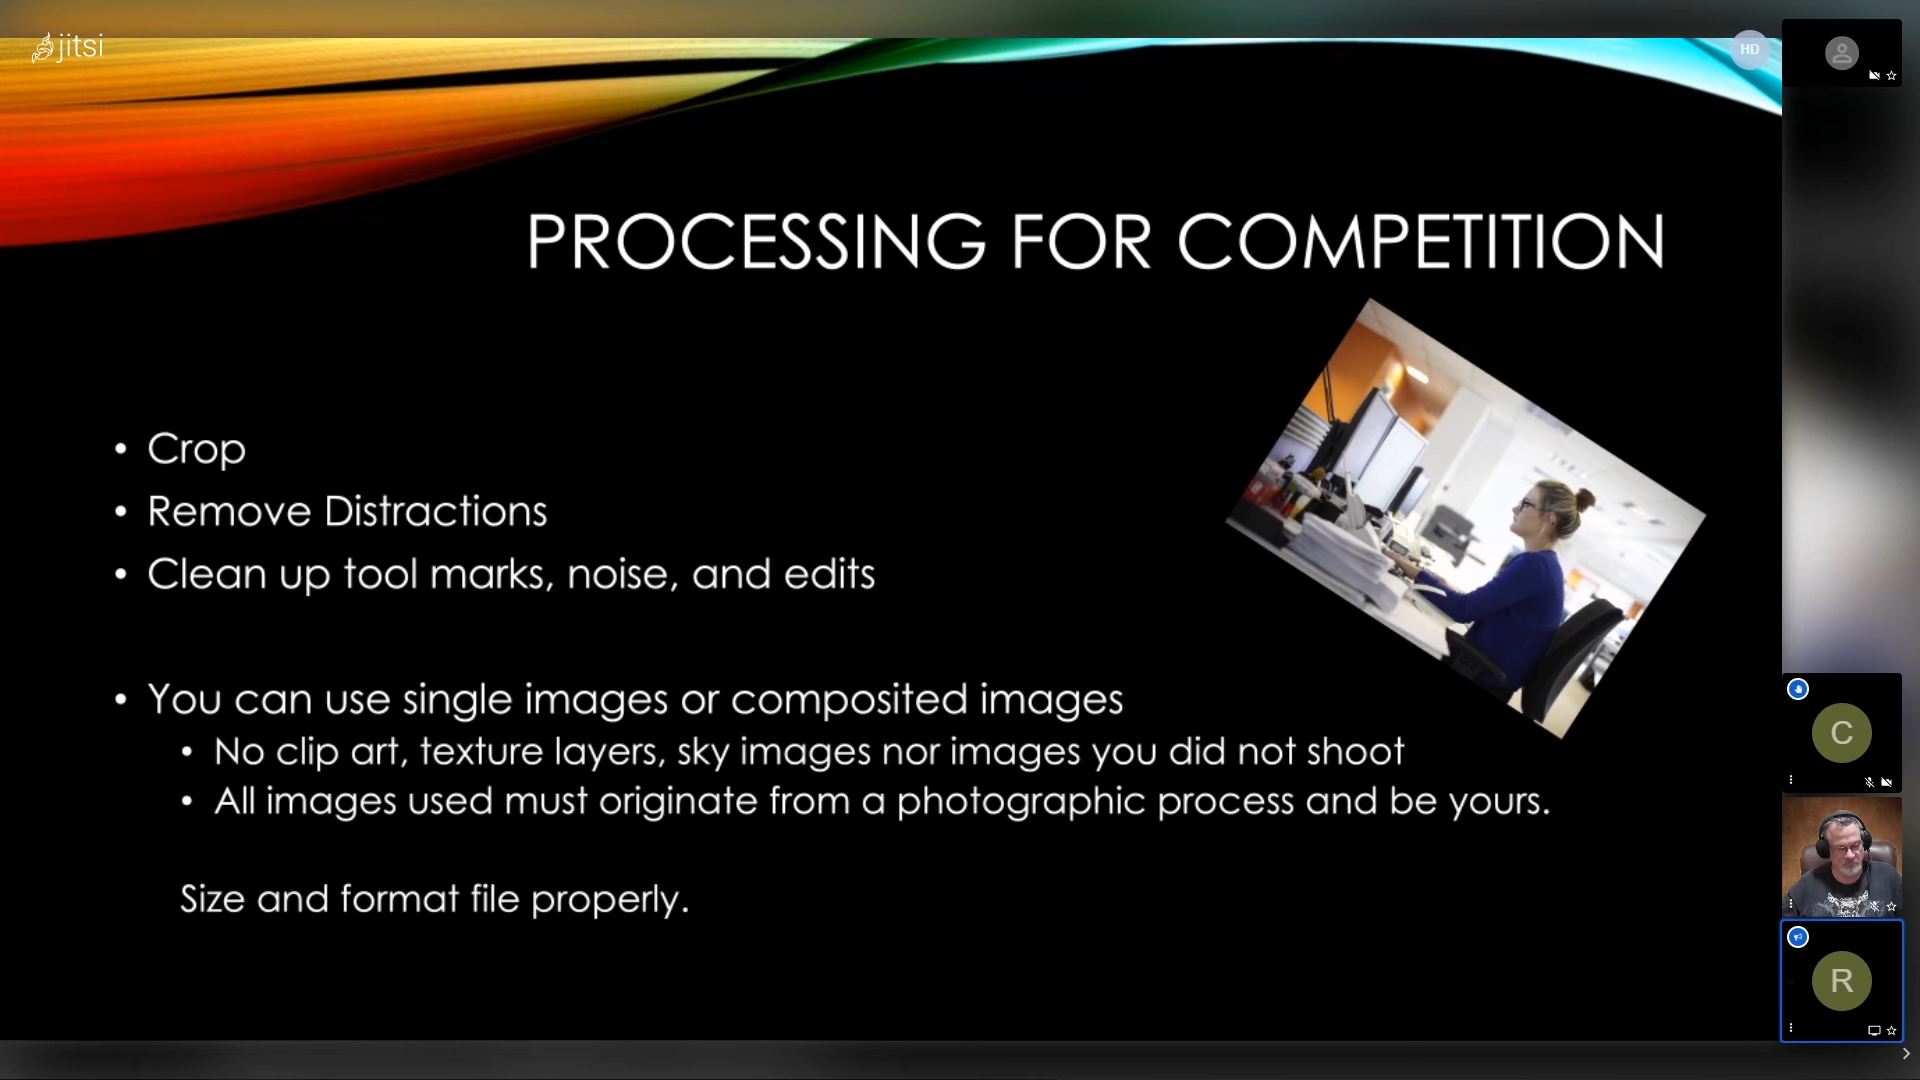 jitsi
HD
PROCESSING FOR COMPETITION
• Crop
• Remove Distractions
• Clean up tool marks, noise, and edits
• You can use single images or composited images
• No clip art, texture layers, sky images nor images you did not shoot
• All images used must originate from a photographic process and be yours.
Size and format file properly.
C
R